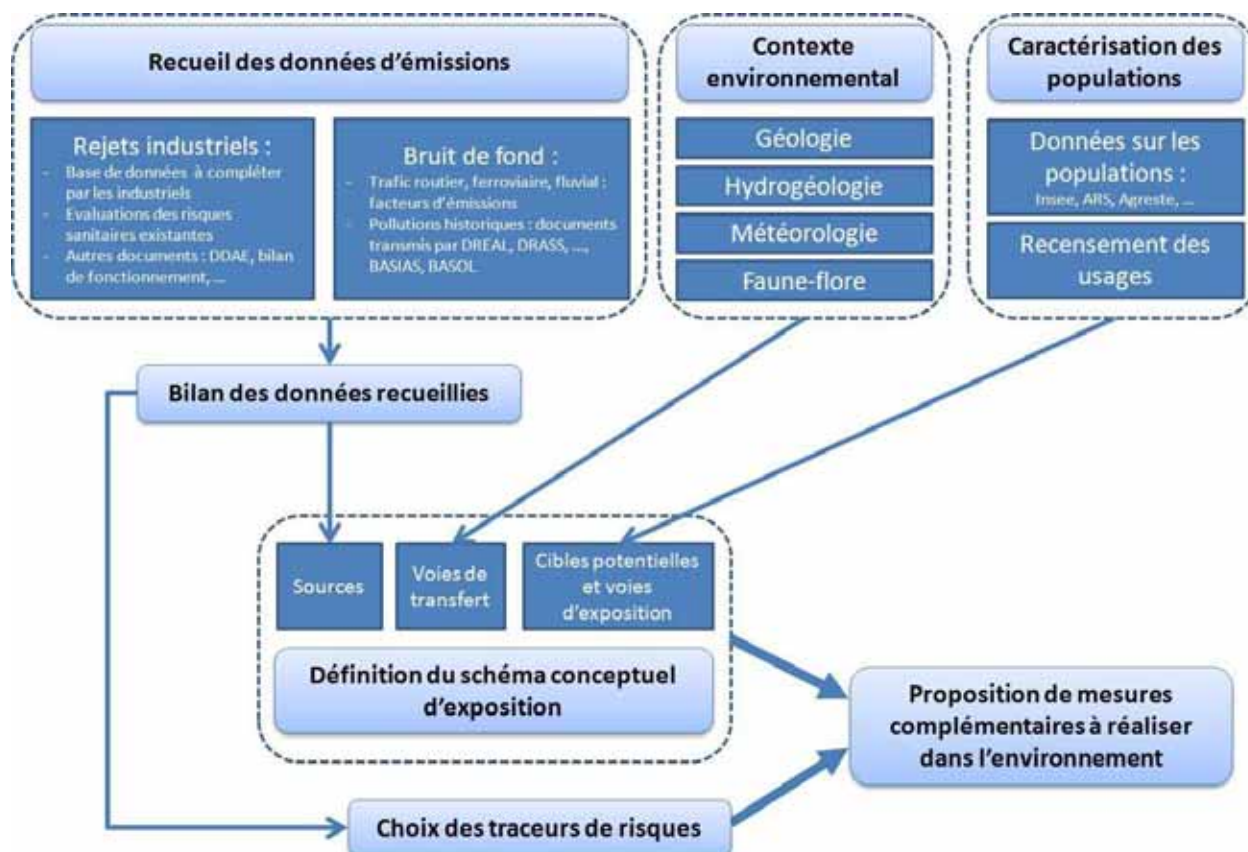 Recueil des données d'émissions
Rejets industriels :
- Base de données à compléter
par les industriels
- Evaluations des risques
sanitaires existantes
- Autres documents : DDAE, bilan
de fonctionnement, ...
Bruit de fond :
- Trafic routier, ferroviaire, fluvial :
facteurs d'émissions
- Pollutions historiques : documents
transmis par DREAL, DRASS, ...,
BASIAS, BASOL
Contexte
environnemental
Géologie
Hydrogéologie
Météorologie
Faune-flore
Caractérisation des
populations
Données sur les
populations :
Insee, ARS, Agreste, ...
Recensement des
usages
Bilan des données recueillies
Sources
Voies de
transfert
Cibles potentielles
et voies
d'exposition
Définition du schéma conceptuel
d'exposition
Proposition de mesures
complémentaires à réaliser
dans l'environnement
Choix des traceurs de risques